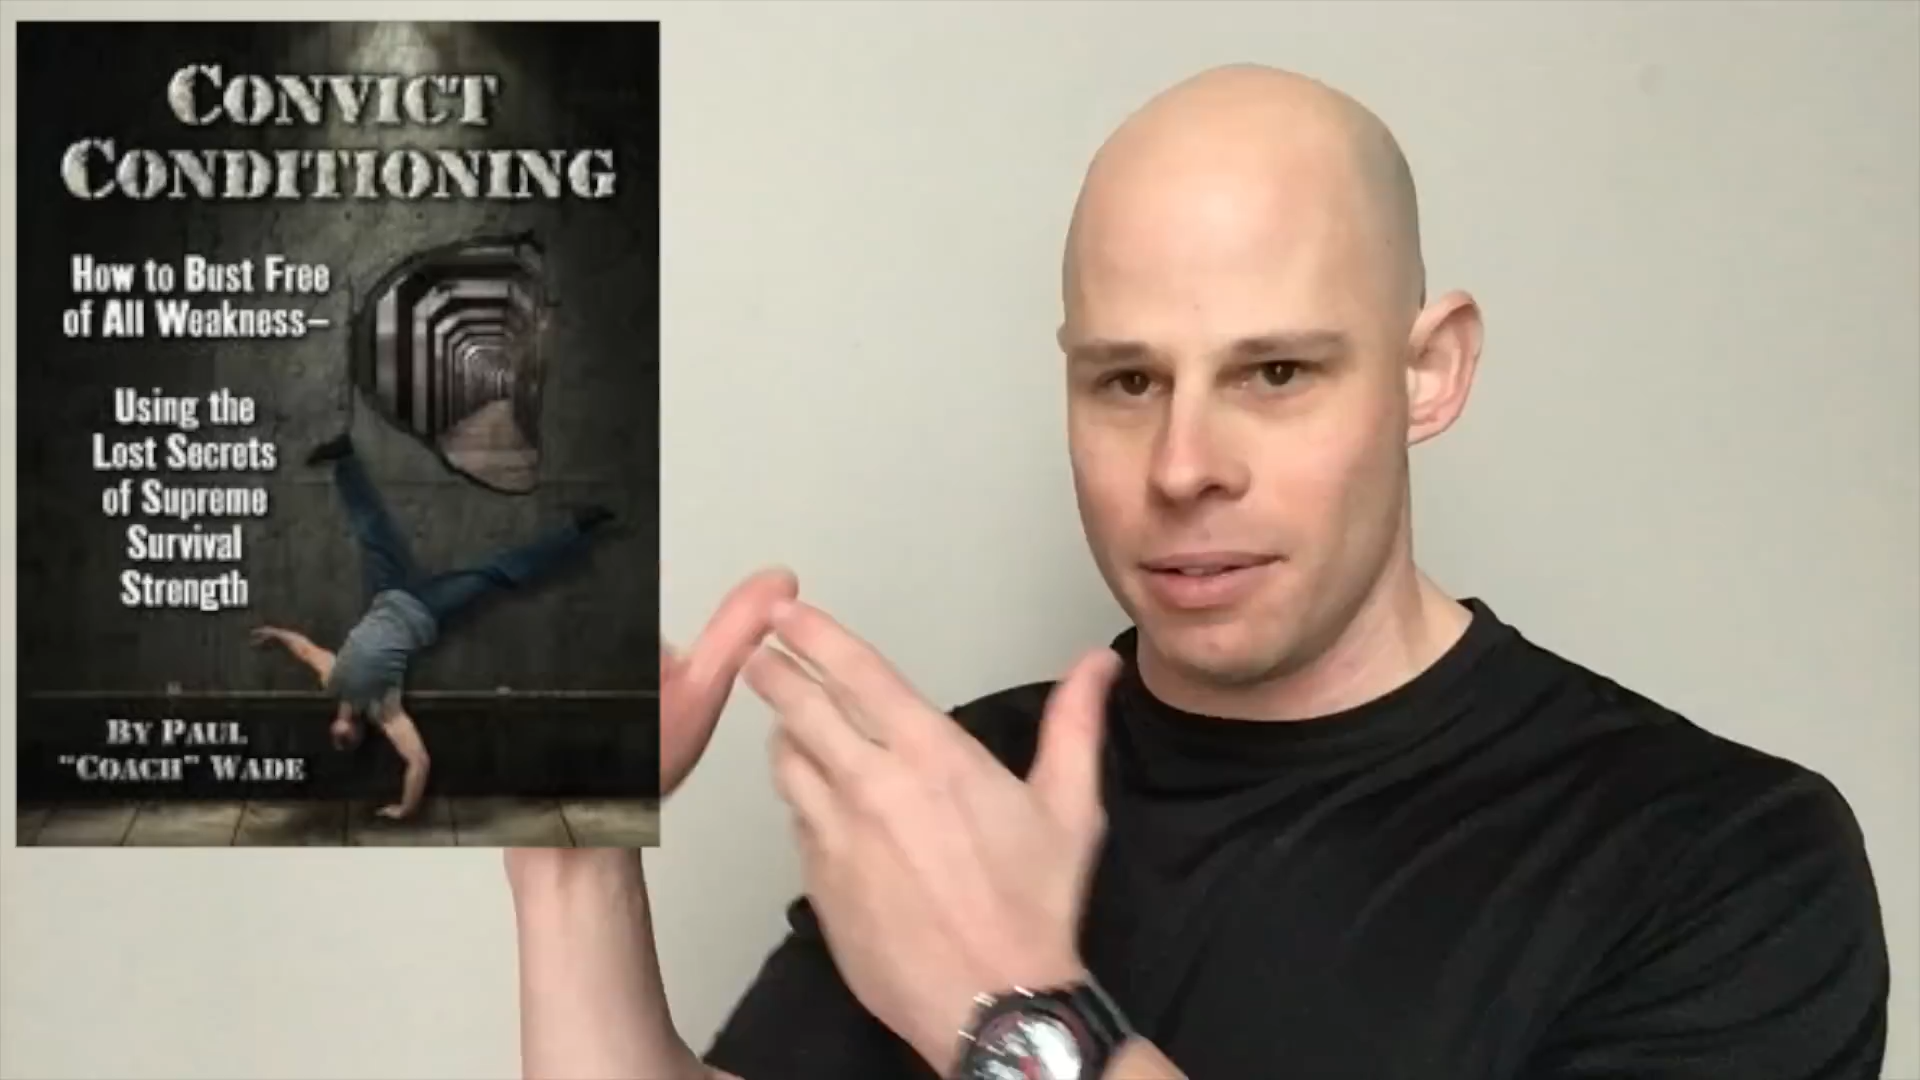 CONVICT
CONDITIONING
How to Bust Free
of All Weakness–
Using the
Lost Secrets
of Supreme
Survival
Strength
BY PAUL
"COACH" WADE